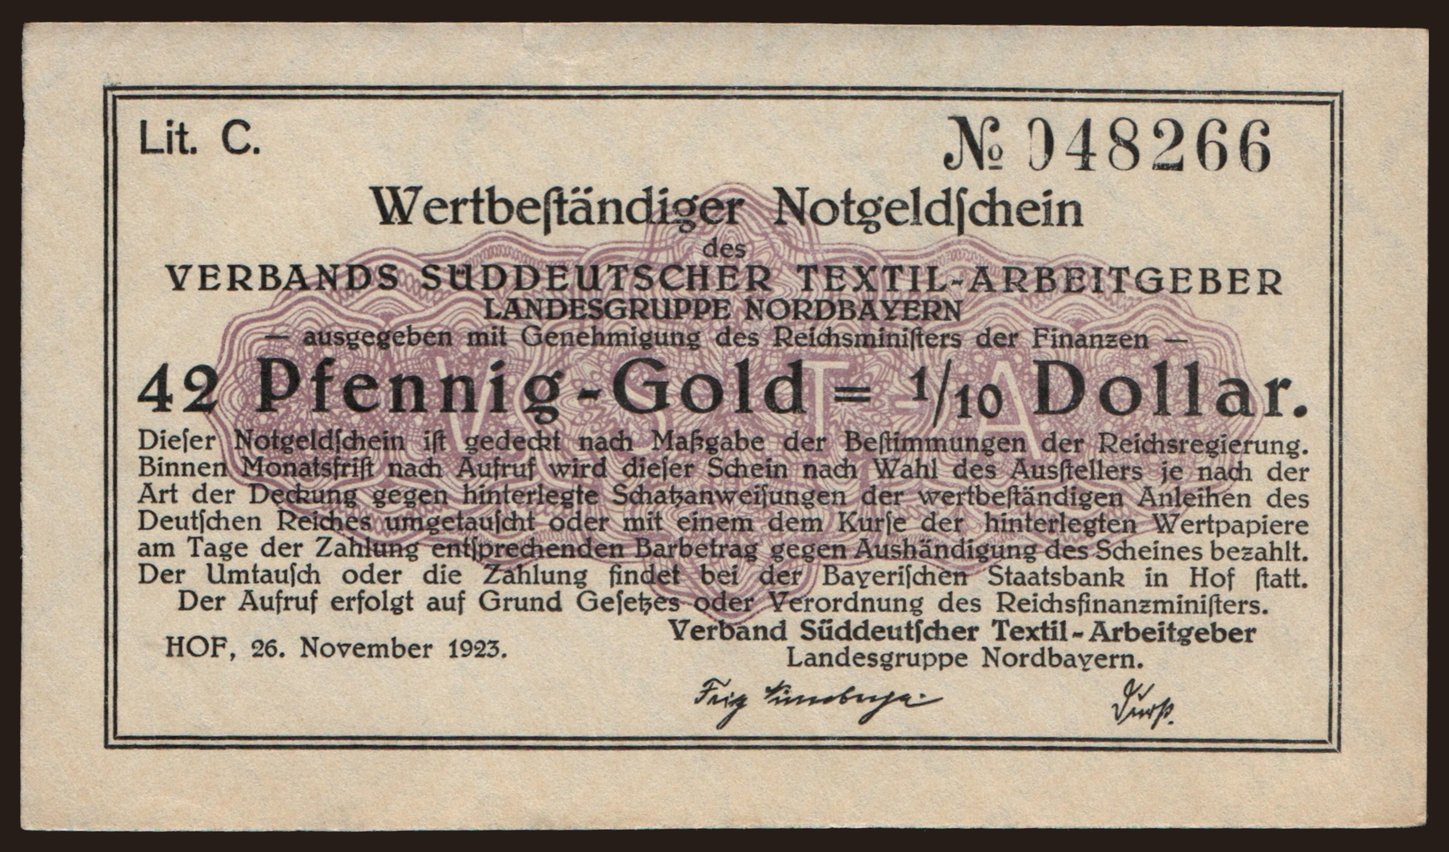 Lit. C.
№ 048266
Wertbeſtändiger Notgeldſchein
des
VERBANDS SÜDDEUTSCHER TEXTIL-ARBEITGEBER
LANDESGRUPPE NORDBAYERN
— ausgegeben mit Genehmigung des Reichsminiſters der Finanzen —
42 Pfennig-Gold = 1/10 Dollar.
Dieſer Notgeldſchein iſt gedeckt nach Maßgabe der Beſtimmungen der Reichsregierung.
Binnen Monatsfriſt nach Aufruf wird dieſer Schein nach Wahl des Ausſtellers je nach der
Art der Deckung gegen hinterlegte Schatzanweiſungen der wertbeſtändigen Anleihen des
Deutſchen Reiches umgetauſcht oder mit einem dem Kurſe der hinterlegten Wertpapiere
am Tage der Zahlung entſprechenden Barbetrag gegen Aushändigung des Scheines bezahlt.
Der Umtauſch oder die Zahlung findet bei der Bayeriſchen Staatsbank in Hof ſtatt.
Der Aufruf erfolgt auf Grund Geſetzes oder Verordnung des Reichsfinanzminiſters.
Verband Süddeutſcher Textil-Arbeitgeber
HOF, 26. November 1923.
Landesgruppe Nordbayern.